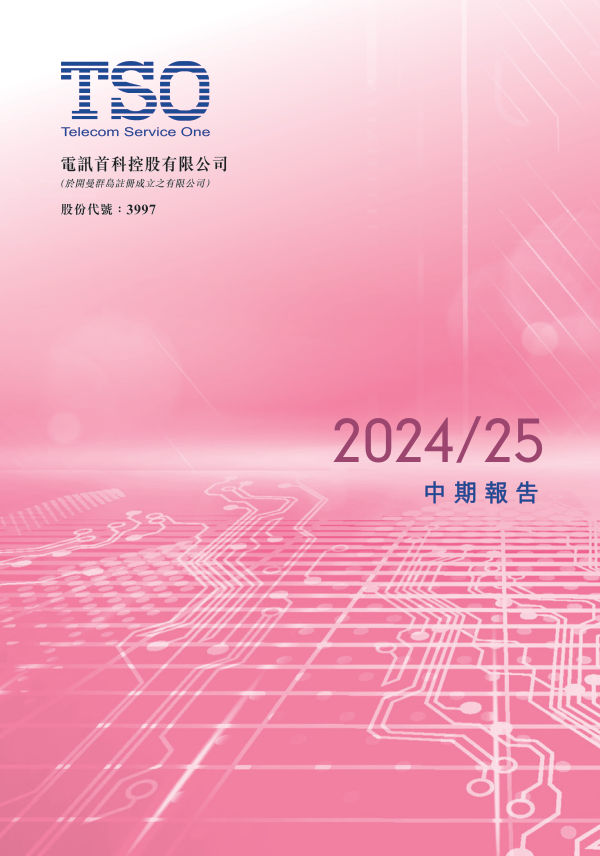 TSO
Telecom Service One
電訊首科控股有限公司
(於開曼群島註冊成立之有限公司)
股份代號：3997
2024/25
中期報告